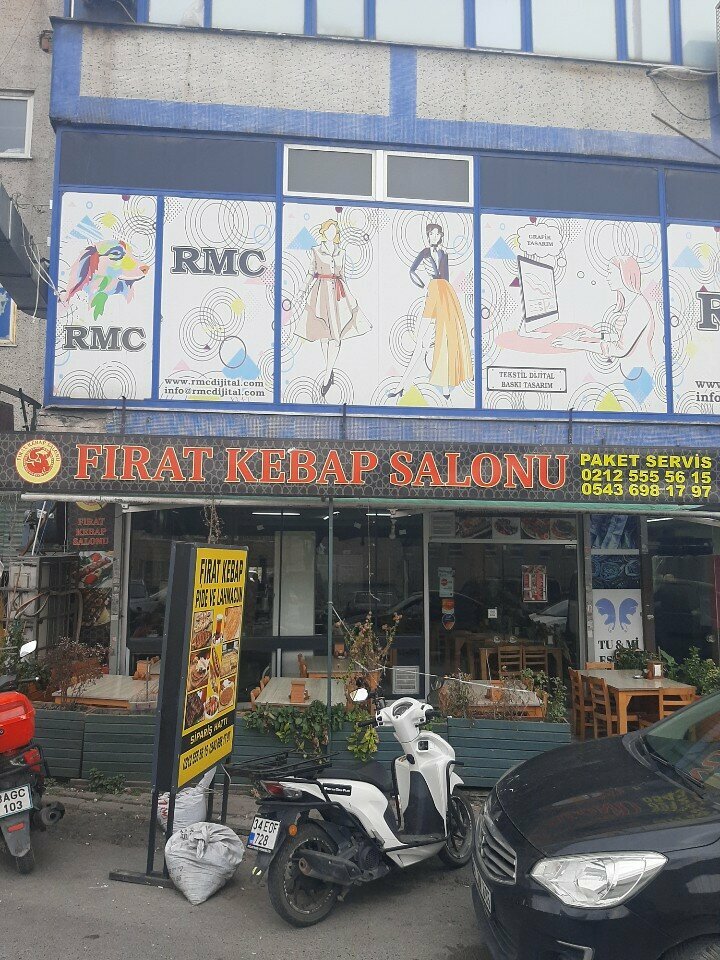 GRAFİK
TASARIM
RMC
RMC
www.rmcdijital.com
info@rmcdijital.com
TEKSTİL DİJİTAL
BASKI TASARIM
FIRAT KEBAP SALONU
PAKET SERVİS
0212 555 56 15
0543 698 17 97
FIRAT
KEBAP
SALONU
FIRAT KEBAP
PİDE VE LAHMACUN
SİPARİŞ HATTI
TU & Mİ
34 EOF
728
AGC
103